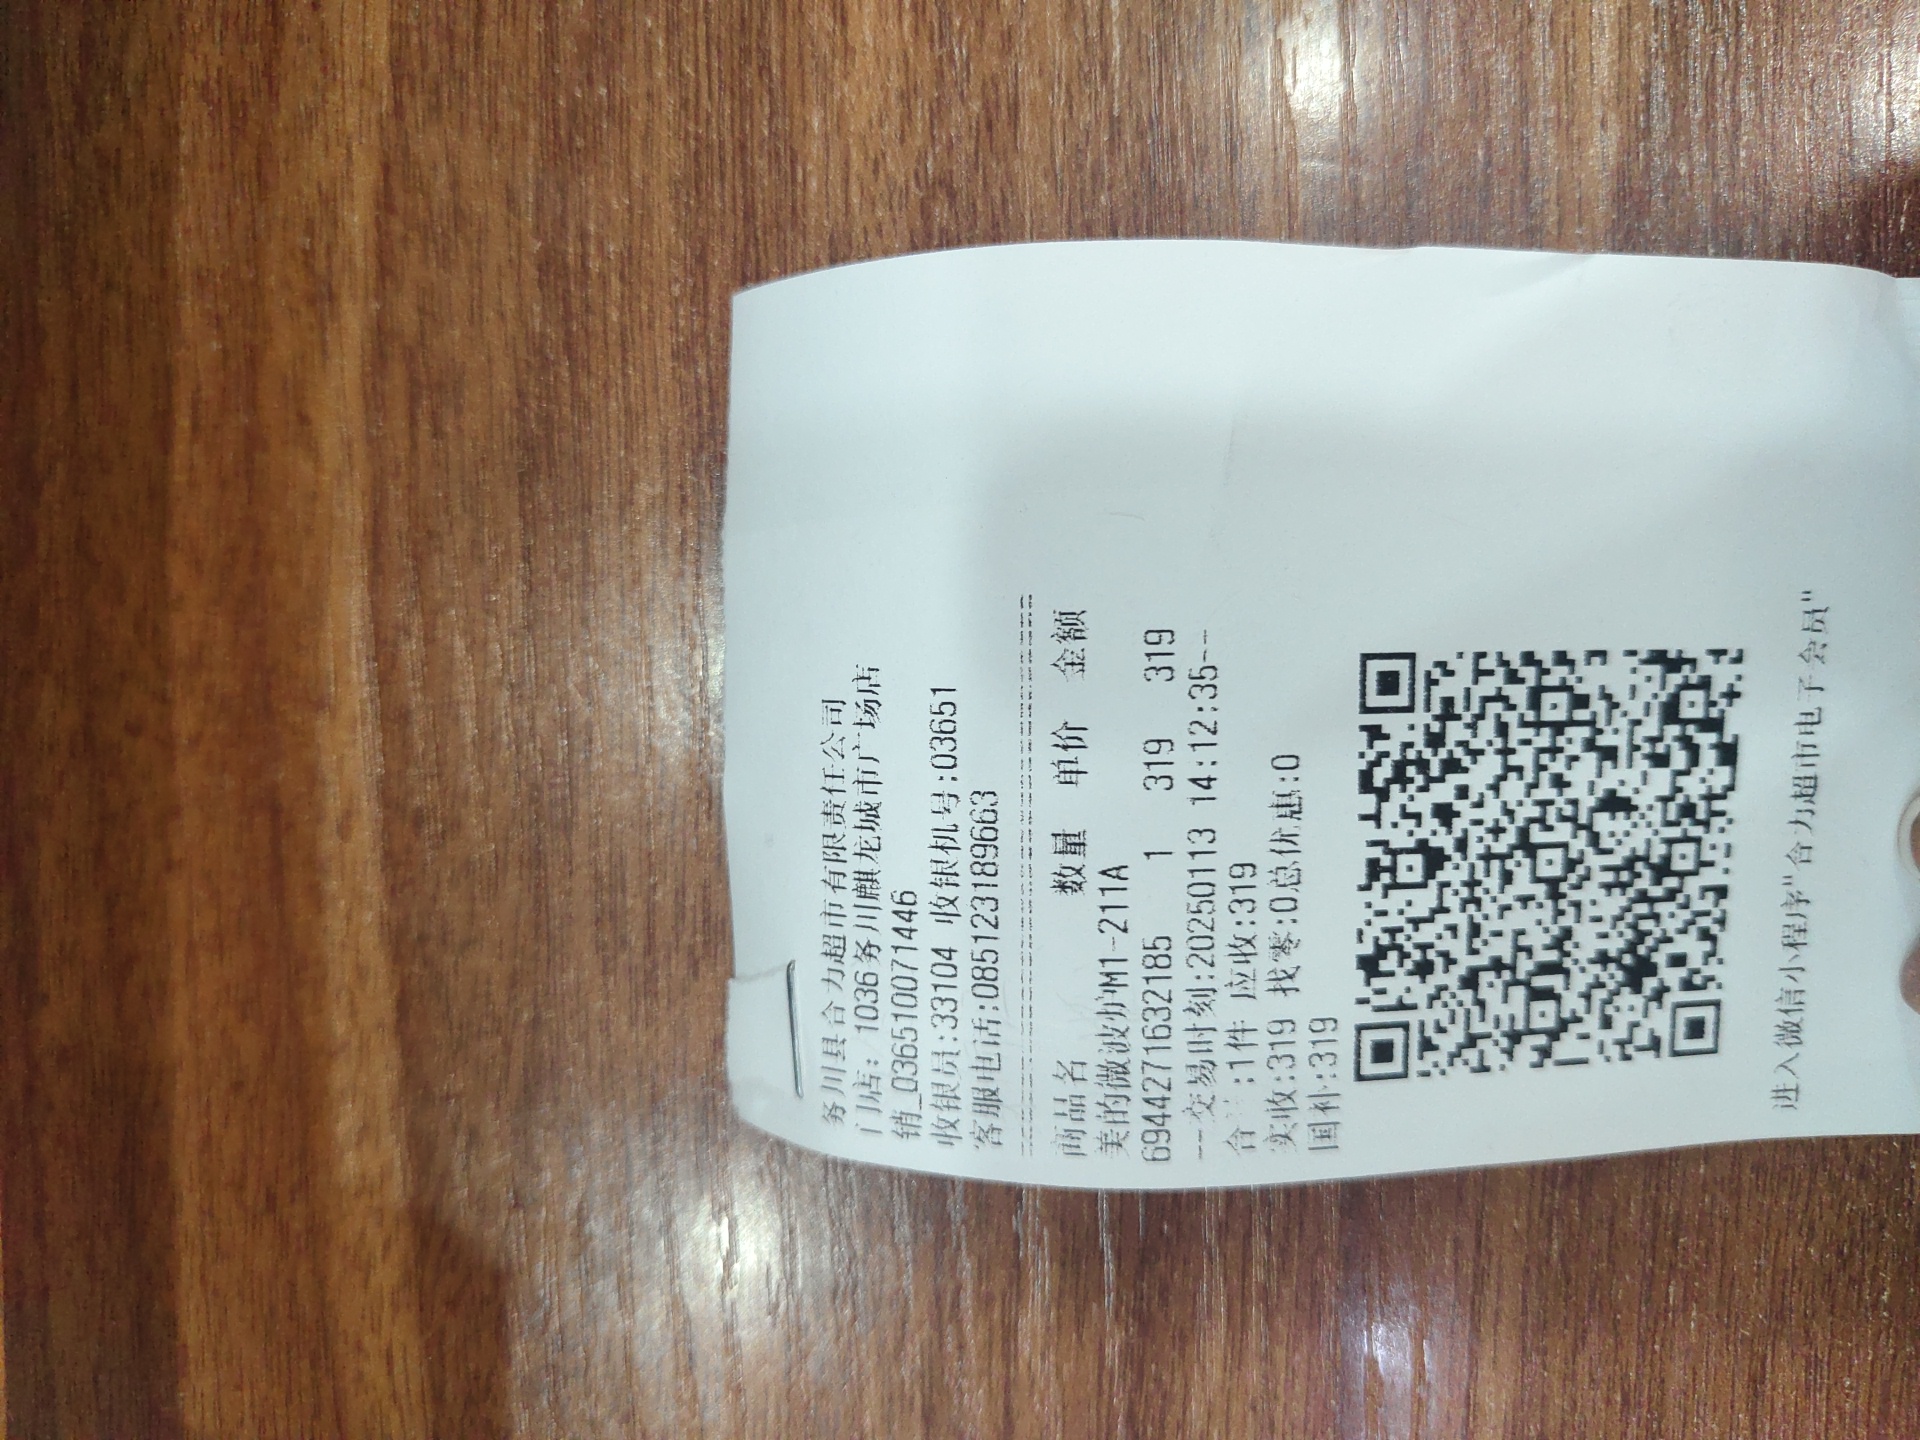 务川县合力超市有限责任公司
门店: 1036务川麒龙城市广场店
销_036510071446
收银员:33104 收银机号:03651
客服电话:085123189663
商品名 数量 单价 金额
美的微波炉M1-211A
6944271632185 1 319 319
--交易时刻:20250113 14:12:35--
合计:1件 应收:319
实收:319 找零:0总优惠:0
国补:319
进入微信小程序"合力超市电子会员"